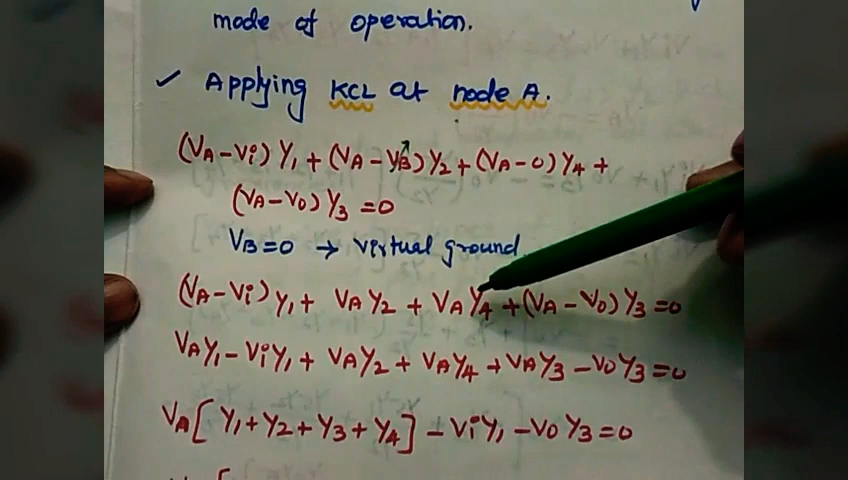 mode of operation.
✓ Applying KCL at node A.
(VA-Vi) Y1 + (VA-VB) Y2 + (VA-0) Y4 +
(VA-V0) Y3 = 0
VB=0 → virtual ground
(VA-Vi) Y1 + VA Y2 + VA Y4 + (VA-V0) Y3 = 0
VA Y1 - Vi Y1 + VA Y2 + VA Y4 + VA Y3 - V0 Y3 = 0
VA [ Y1 + Y2 + Y3 + Y4 ] - Vi Y1 - V0 Y3 = 0